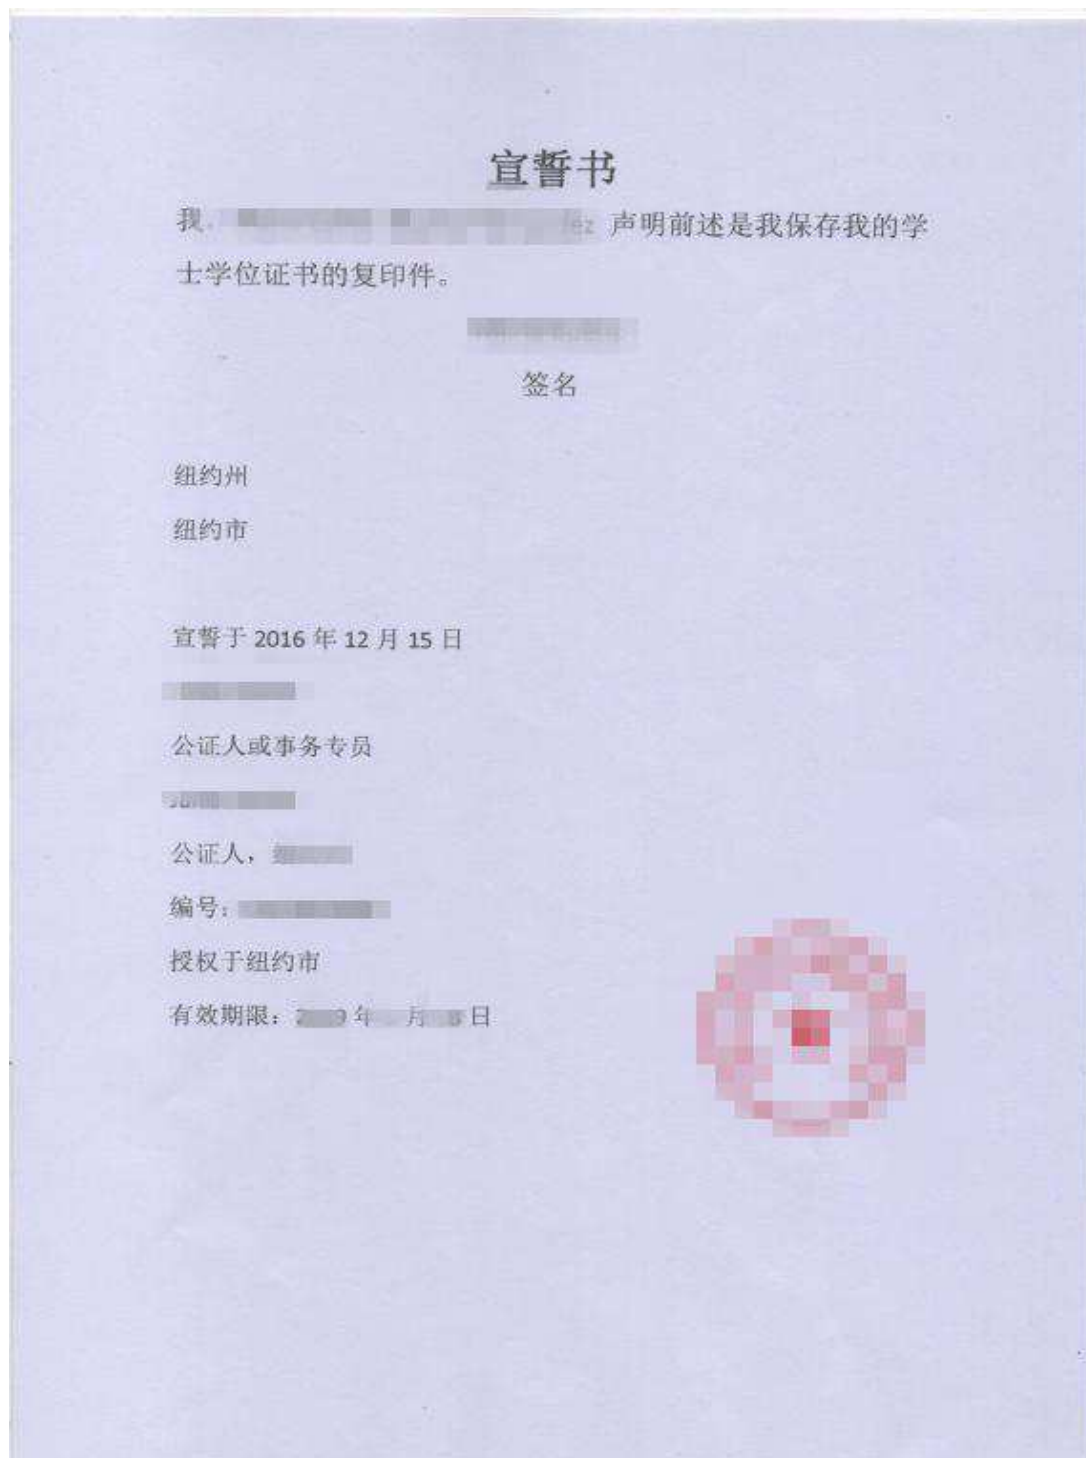 宣誓书
我, 声明前述是我保存我的学
士学位证书的复印件。
签名
纽约州
纽约市
宣誓于 2016 年 12 月 15 日
公证人或事务专员
公证人,
编号:
授权于纽约市
有效期限: 年 月 日